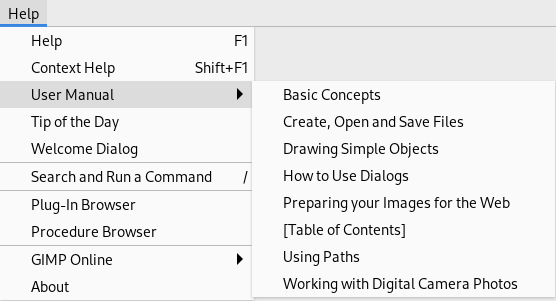 Help
Help F1
Context Help Shift+F1
User Manual
Tip of the Day
Welcome Dialog
Search and Run a Command /
Plug-In Browser
Procedure Browser
GIMP Online
About
Basic Concepts
Create, Open and Save Files
Drawing Simple Objects
How to Use Dialogs
Preparing your Images for the Web
[Table of Contents]
Using Paths
Working with Digital Camera Photos